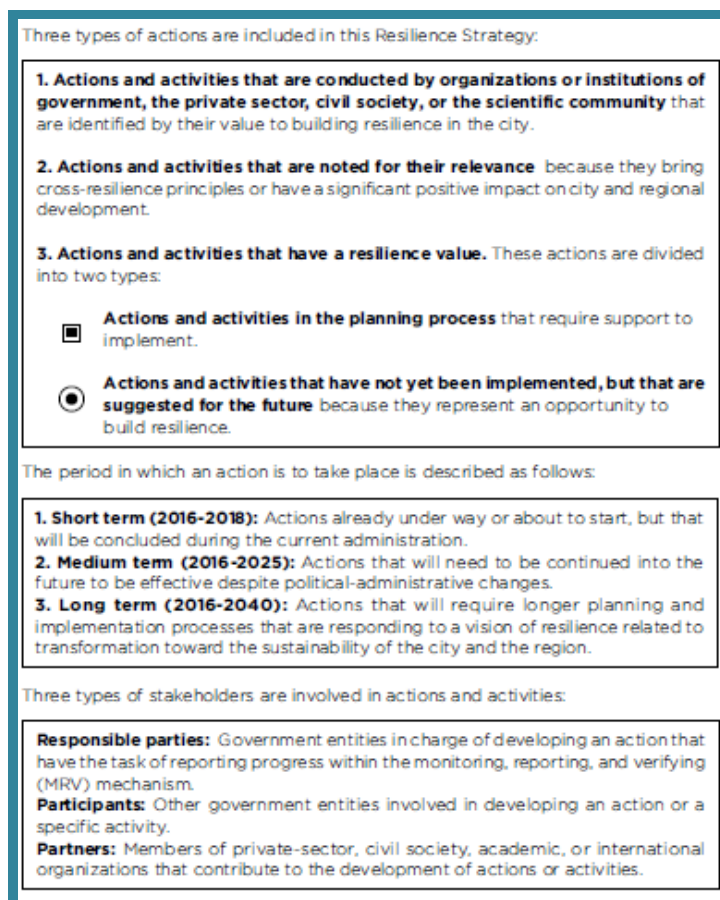 Three types of actions are included in this Resilience Strategy:
1. Actions and activities that are conducted by organizations or institutions of
government, the private sector, civil society, or the scientific community that
are identified by their value to building resilience in the city.
2. Actions and activities that are noted for their relevance because they bring
cross-resilience principles or have a significant positive impact on city and regional
development.
3. Actions and activities that have a resilience value. These actions are divided
into two types:
Actions and activities in the planning process that require support to
implement.
Actions and activities that have not yet been implemented, but that are
suggested for the future because they represent an opportunity to
build resilience.
The period in which an action is to take place is described as follows:
1. Short term (2016-2018): Actions already under way or about to start, but that
will be concluded during the current administration.
2. Medium term (2016-2025): Actions that will need to be continued into the
future to be effective despite political-administrative changes.
3. Long term (2016-2040): Actions that will require longer planning and
implementation processes that are responding to a vision of resilience related to
transformation toward the sustainability of the city and the region.
Three types of stakeholders are involved in actions and activities:
Responsible parties: Government entities in charge of developing an action that
have the task of reporting progress within the monitoring, reporting, and verifying
(MRV) mechanism.
Participants: Other government entities involved in developing an action or a
specific activity.
Partners: Members of private-sector, civil society, academic, or international
organizations that contribute to the development of actions or activities.